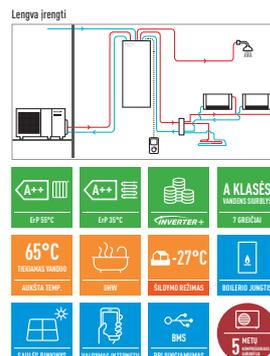 Lengva įrengti
A++
A++
A KLASĖS
VANDENS SIURBLYS
ErP 55°C
ErP 35°C
INVERTER+
7 GREIČIAI
65°C
TIEKIAMAS VANDUO
-27°C
AUKŠTA TEMP.
DHW
ŠILDYMO REŽIMAS
BOILERIO JUNGTIS
BMS
5 METŲ